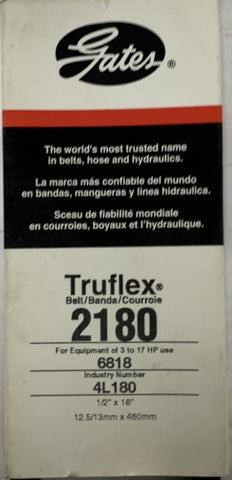 Gates®
The world's most trusted name
in belts, hose and hydraulics.
La marca más confiable del mundo
en bandas, mangueras y linea hidraulica.
Sceau de fiabilité mondiale
en courroies, boyaux et l'hydraulique.
Truflex®
Belt/Banda/Courroie
2180
For Equipment of 3 to 17 HP use
6818
Industry Number
4L180
1/2" x 18"
12.5/13mm x 460mm